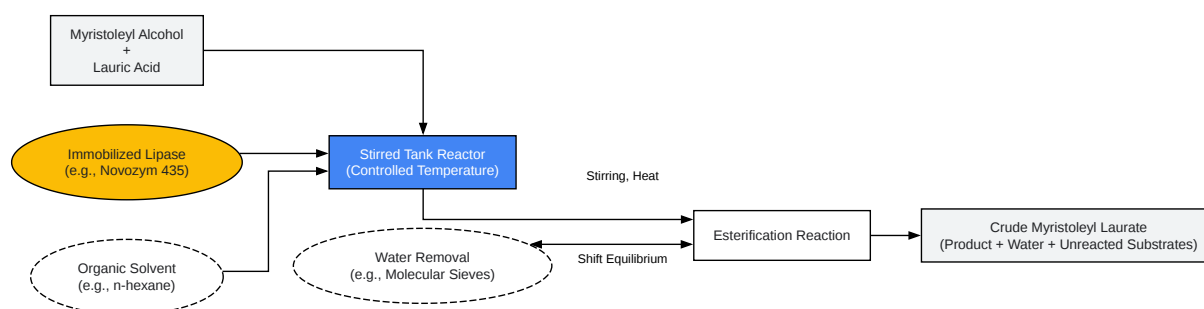 Myristoleyl Alcohol
+
Lauric Acid
Immobilized Lipase
(e.g., Novozym 435)
Stirred Tank Reactor
(Controlled Temperature)
Stirring, Heat
Organic Solvent
(e.g., n-hexane)
Water Removal
(e.g., Molecular Sieves)
Shift Equilibrium
Esterification Reaction
Crude Myristoleyl Laurate
(Product + Water + Unreacted Substrates)